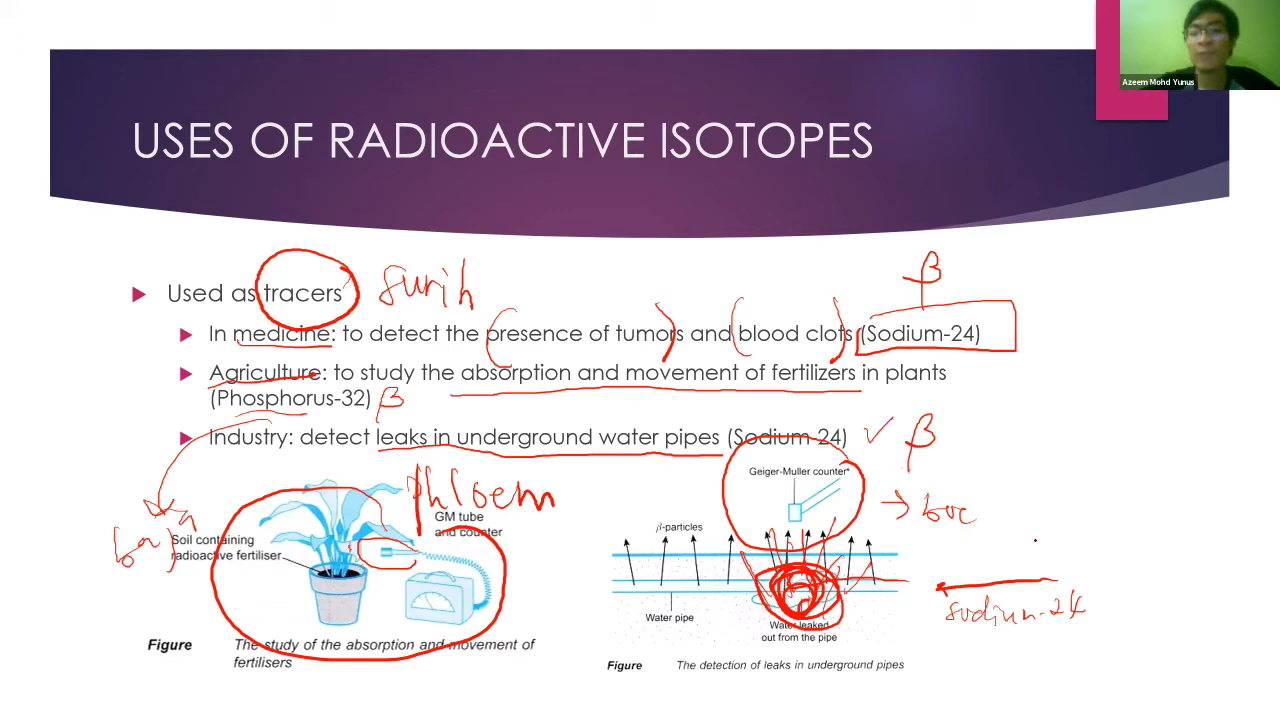 Azeem Mohd Yunus
USES OF RADIOACTIVE ISOTOPES
Used as tracers surih
β
In medicine: to detect the presence of tumors and blood clots (Sodium-24)
Agriculture: to study the absorption and movement of fertilizers in plants
(Phosphorus-32) β
Industry: detect leaks in underground water pipes (Sodium-24) ✓ β
Phloem
GM tube
and counter
Soil containing
radioactive fertiliser
Figure The study of the absorption and movement of
fertilisers
Geiger-Muller counter
β-particles
→ boc
Water pipe
Water leaked
out from the pipe
sodium-24
Figure The detection of leaks in underground pipes